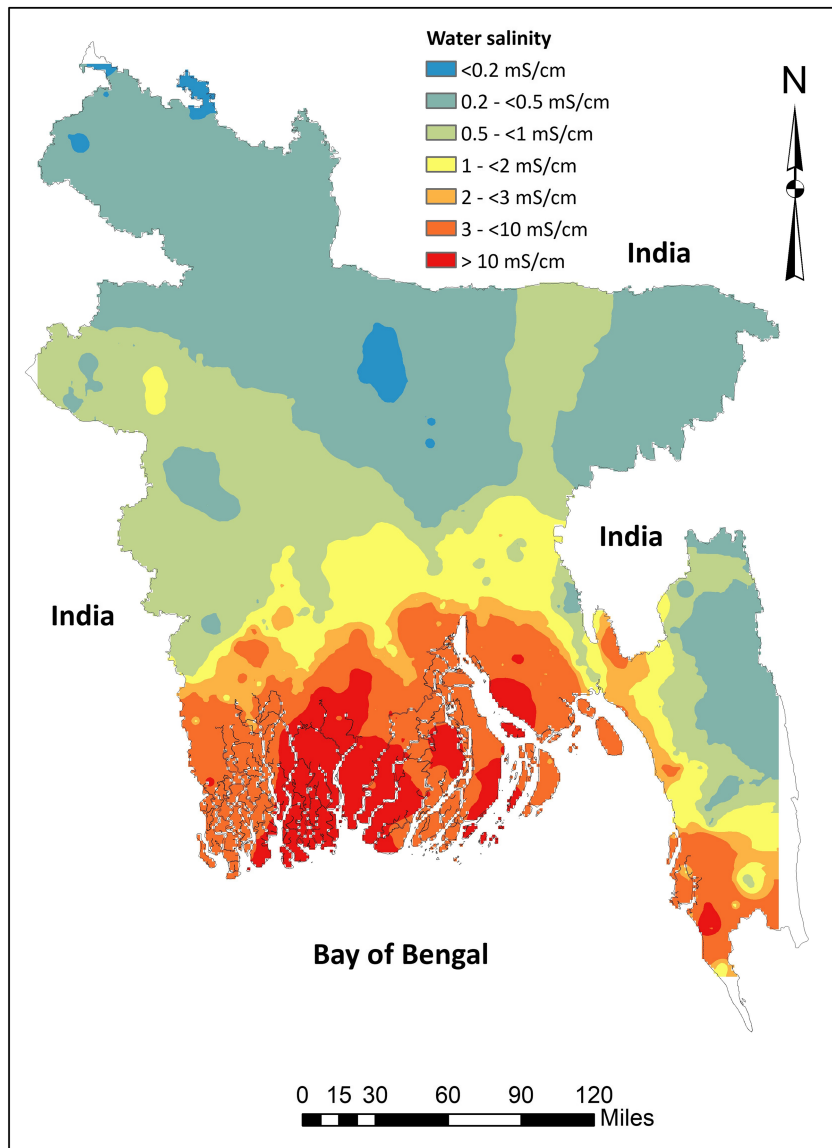 Water salinity
<0.2 mS/cm
0.2 - <0.5 mS/cm
0.5 - <1 mS/cm
1 - <2 mS/cm
2 - <3 mS/cm
3 - <10 mS/cm
> 10 mS/cm
N
India
India
India
Bay of Bengal
0 15 30 60 90 120
Miles